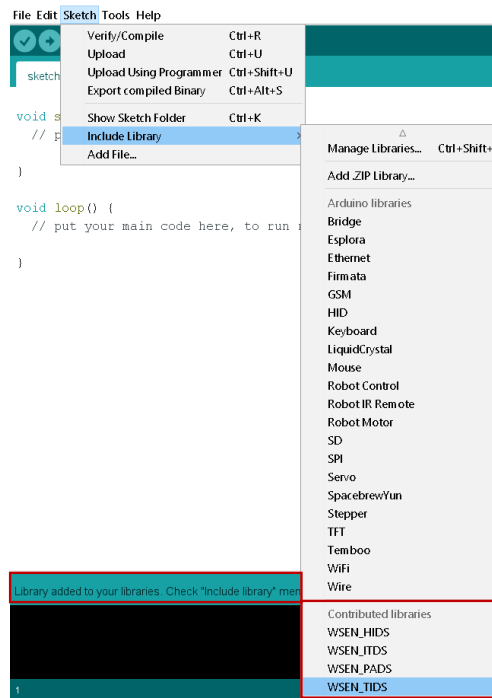 File Edit Sketch Tools Help
Verify/Compile Ctrl+R
Upload Ctrl+U
Upload Using Programmer Ctrl+Shift+U
Export compiled Binary Ctrl+Alt+S
Show Sketch Folder Ctrl+K
Include Library
Add File...
sketch
void s
// p
}
void loop() {
// put your main code here, to run
}
Manage Libraries... Ctrl+Shift+
Add .ZIP Library...
Arduino libraries
Bridge
Esplora
Ethernet
Firmata
GSM
HID
Keyboard
LiquidCrystal
Mouse
Robot Control
Robot IR Remote
Robot Motor
SD
SPI
Servo
SpacebrewYun
Stepper
TFT
Temboo
WiFi
Wire
Contributed libraries
WSEN_HIDS
WSEN_ITDS
WSEN_PADS
WSEN_TIDS
Library added to your libraries. Check "Include library" men
1